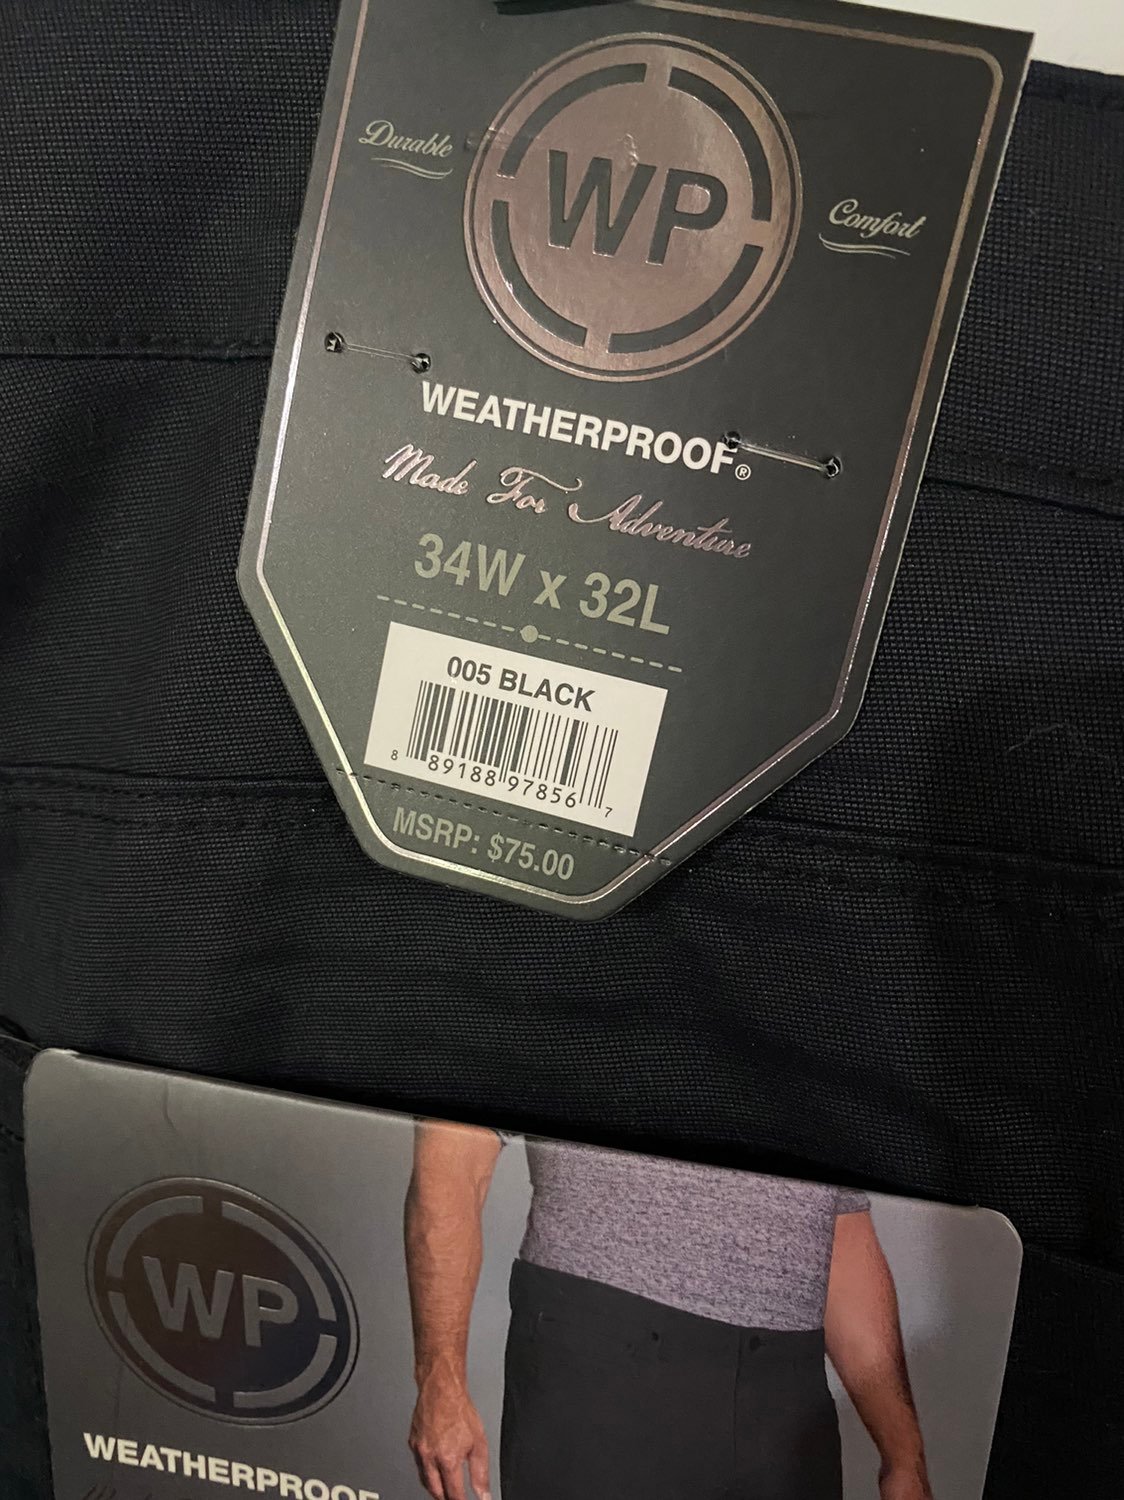 Durable
WP
Comfort
WEATHERPROOF®
Made For Adventure
34W x 32L
005 BLACK
8 89188 97856 7
MSRP: $75.00
WP
WEATHERPROOF